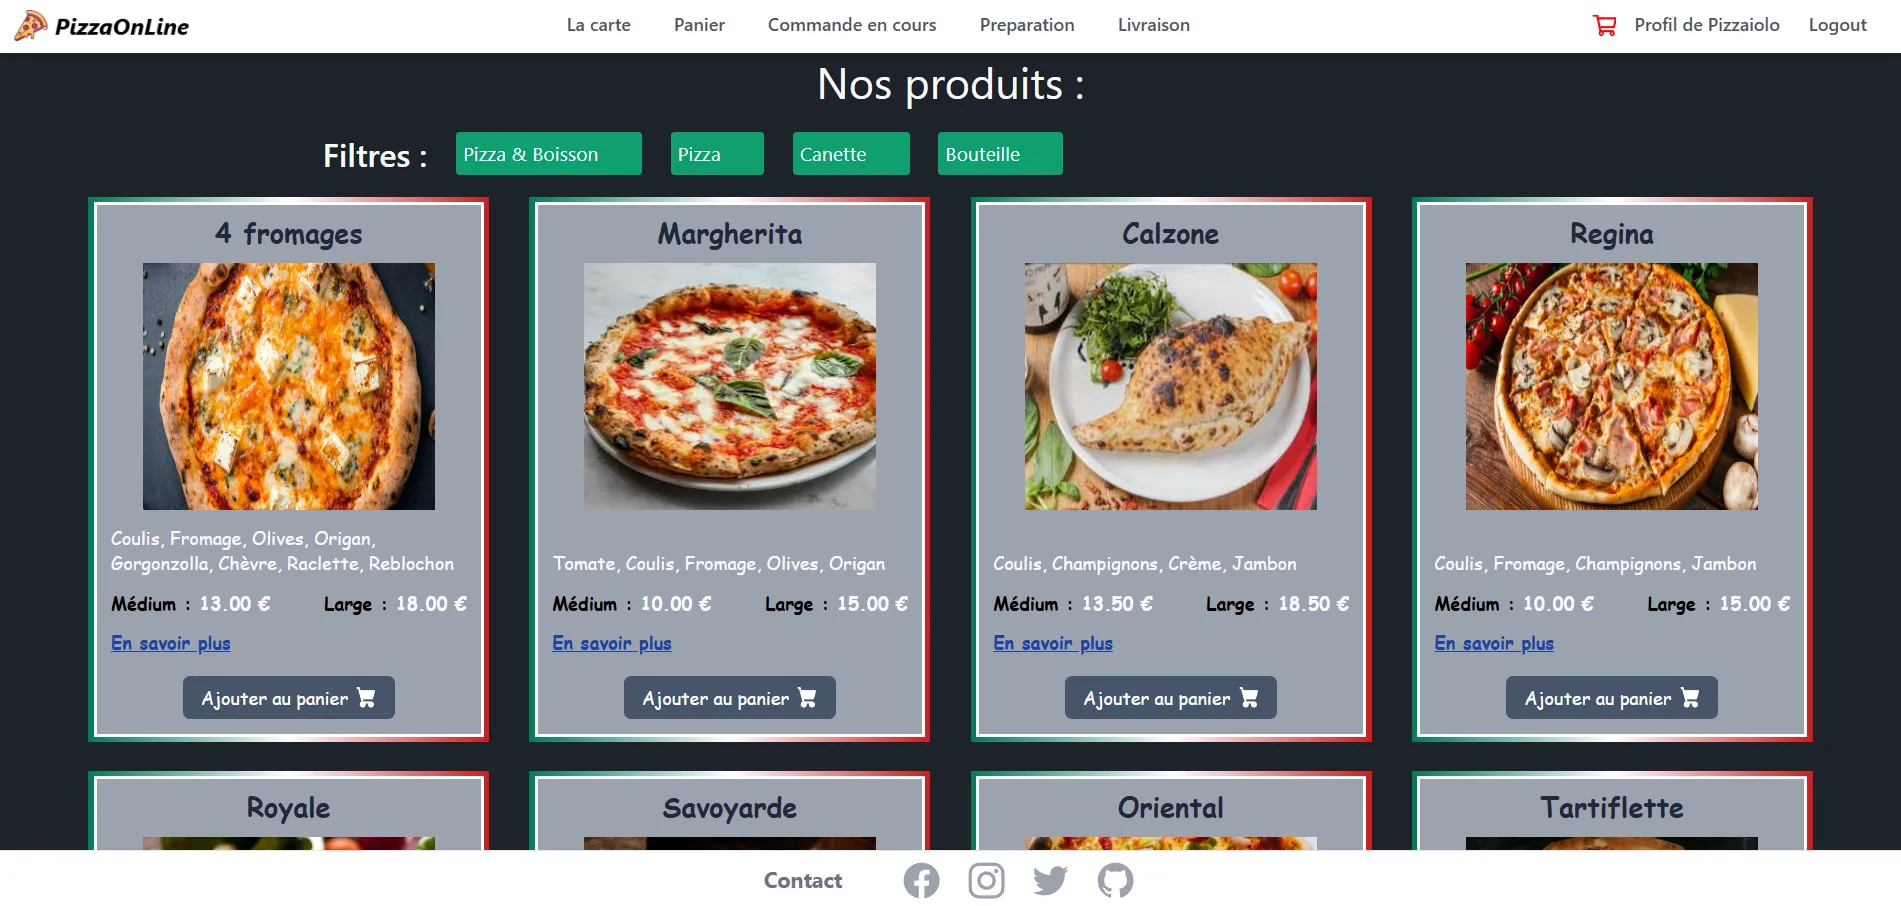 PizzaOnLine
La carte
Panier
Commande en cours
Preparation
Livraison
Profil de Pizzaiolo
Logout
Nos produits :
Filtres :
Pizza & Boisson
Pizza
Canette
Bouteille
4 fromages
Coulis, Fromage, Olives, Origan,
Gorgonzolla, Chèvre, Raclette, Reblochon
Médium : 13.00 €
Large : 18.00 €
En savoir plus
Ajouter au panier
Margherita
Tomate, Coulis, Fromage, Olives, Origan
Médium : 10.00 €
Large : 15.00 €
En savoir plus
Ajouter au panier
Calzone
Coulis, Champignons, Crème, Jambon
Médium : 13.50 €
Large : 18.50 €
En savoir plus
Ajouter au panier
Regina
Coulis, Fromage, Champignons, Jambon
Médium : 10.00 €
Large : 15.00 €
En savoir plus
Ajouter au panier
Royale
Savoyarde
Oriental
Tartiflette
Contact